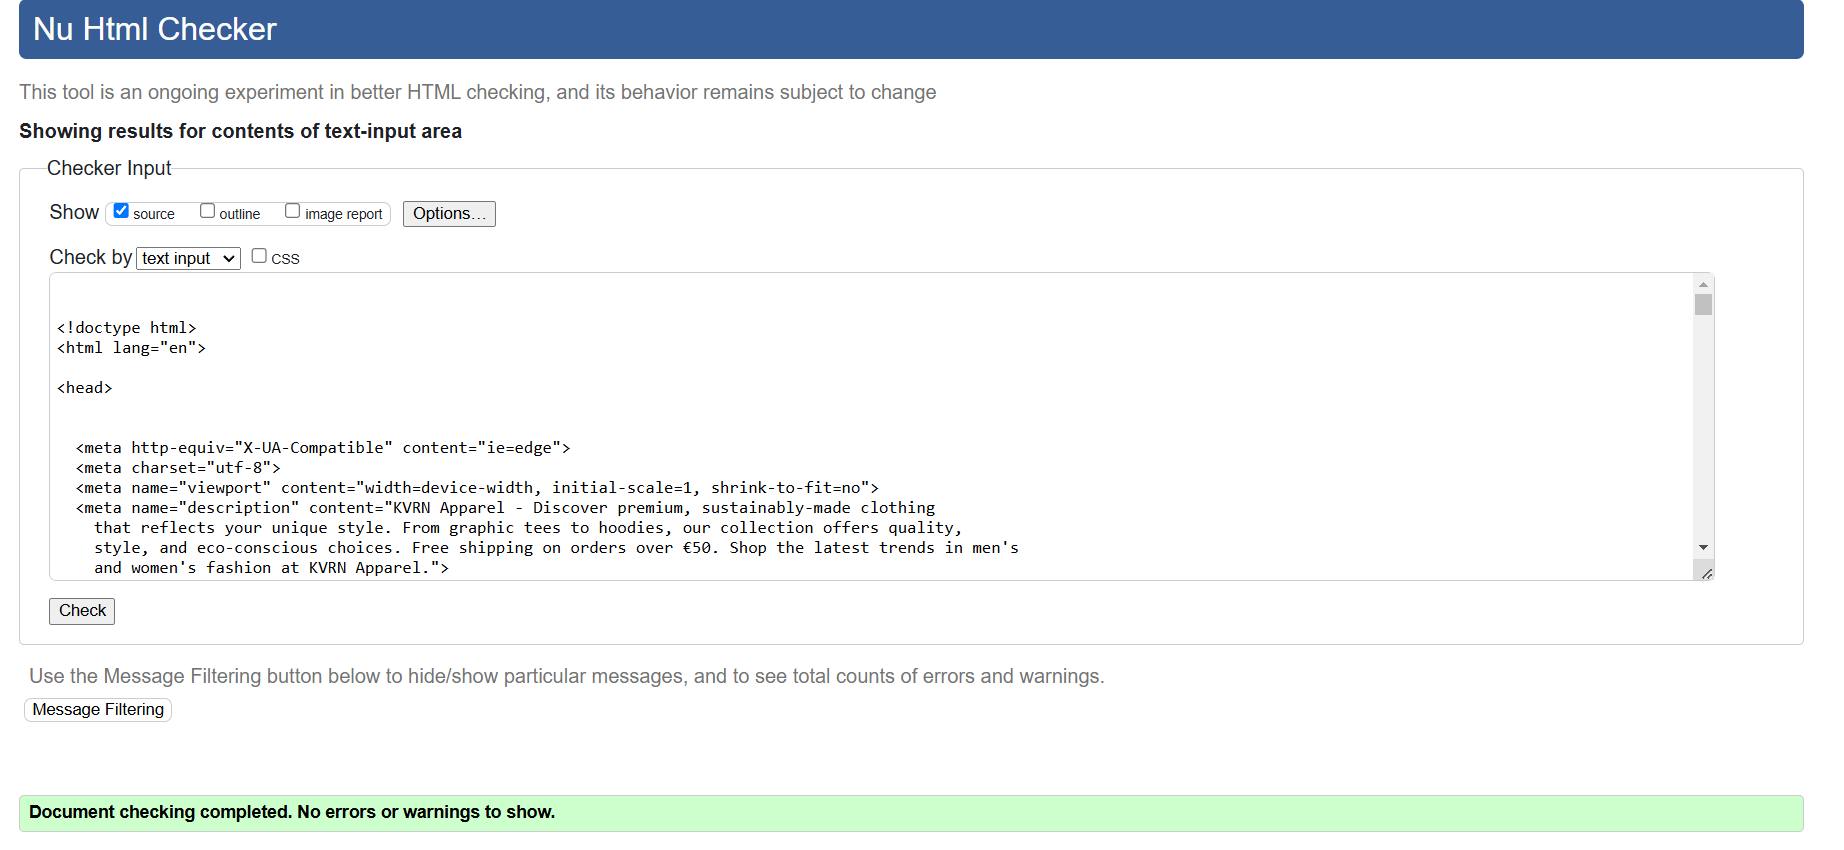 Nu Html Checker
This tool is an ongoing experiment in better HTML checking, and its behavior remains subject to change
Showing results for contents of text-input area
Checker Input
Show source outline image report Options...
Check by text input CSS
<!doctype html>
<html lang="en">
<head>
<meta http-equiv="X-UA-Compatible" content="ie=edge">
<meta charset="utf-8">
<meta name="viewport" content="width=device-width, initial-scale=1, shrink-to-fit=no">
<meta name="description" content="KVRN Apparel - Discover premium, sustainably-made clothing
that reflects your unique style. From graphic tees to hoodies, our collection offers quality,
style, and eco-conscious choices. Free shipping on orders over €50. Shop the latest trends in men's
and women's fashion at KVRN Apparel.">
Check
Use the Message Filtering button below to hide/show particular messages, and to see total counts of errors and warnings.
Message Filtering
Document checking completed. No errors or warnings to show.